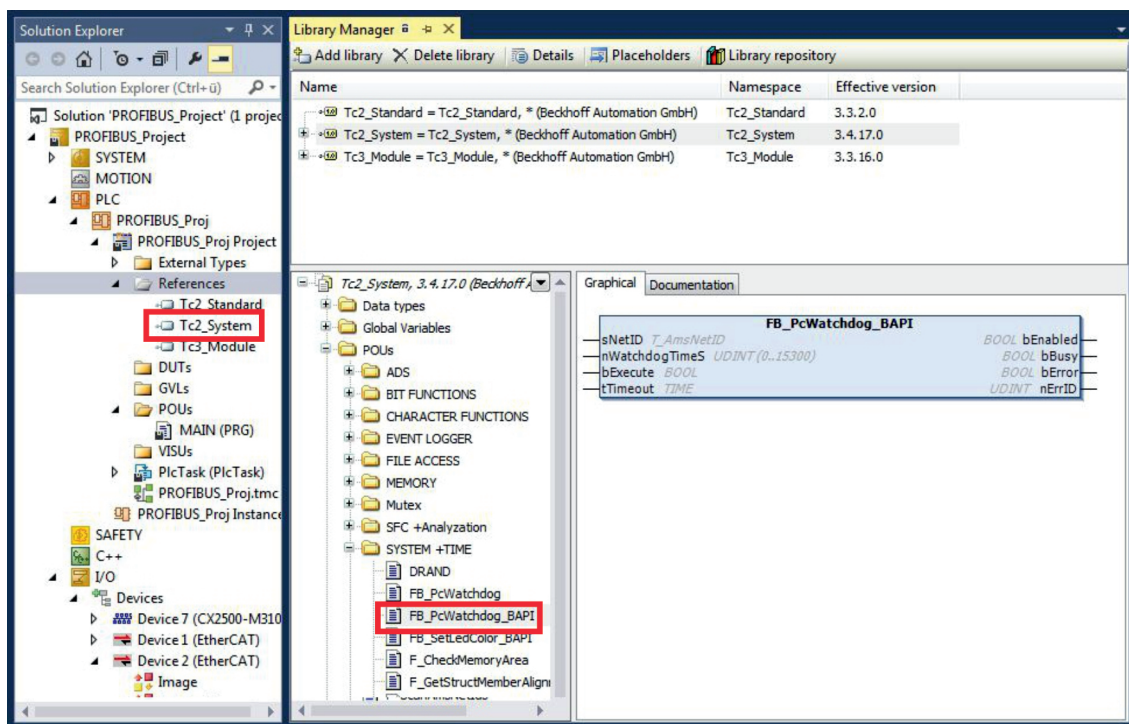 Solution Explorer
Search Solution Explorer (Ctrl+ü)
Solution 'PROFIBUS_Project' (1 projec
PROFIBUS_Project
SYSTEM
MOTION
PLC
PROFIBUS_Proj
PROFIBUS_Proj Project
External Types
References
Tc2_Standard
Tc2_System
Tc3_Module
DUTs
GVLs
POUs
MAIN (PRG)
VISUs
PlcTask (PlcTask)
PROFIBUS_Proj.tmc
PROFIBUS_Proj Instance
SAFETY
C++
I/O
Devices
Device 7 (CX2500-M310
Device 1 (EtherCAT)
Device 2 (EtherCAT)
Image
Library Manager
Add library Delete library Details Placeholders Library repository
Name Namespace Effective version
Tc2_Standard = Tc2_Standard, * (Beckhoff Automation GmbH) Tc2_Standard 3.3.2.0
Tc2_System = Tc2_System, * (Beckhoff Automation GmbH) Tc2_System 3.4.17.0
Tc3_Module = Tc3_Module, * (Beckhoff Automation GmbH) Tc3_Module 3.3.16.0
Tc2_System, 3.4.17.0 (Beckhoff A
Data types
Global Variables
POUs
ADS
BIT FUNCTIONS
CHARACTER FUNCTIONS
EVENT LOGGER
FILE ACCESS
MEMORY
Mutex
SFC +Analyzation
SYSTEM +TIME
DRAND
FB_PcWatchdog
FB_PcWatchdog_BAPI
FB_SetLedColor_BAPI
F_CheckMemoryArea
F_GetStructMemberAlignm
Graphical Documentation
FB_PcWatchdog_BAPI
sNetID T_AmsNetID BOOL bEnabled
nWatchdogTimeS UDINT (0..15300) BOOL bBusy
bExecute BOOL BOOL bError
tTimeout TIME UDINT nErrID